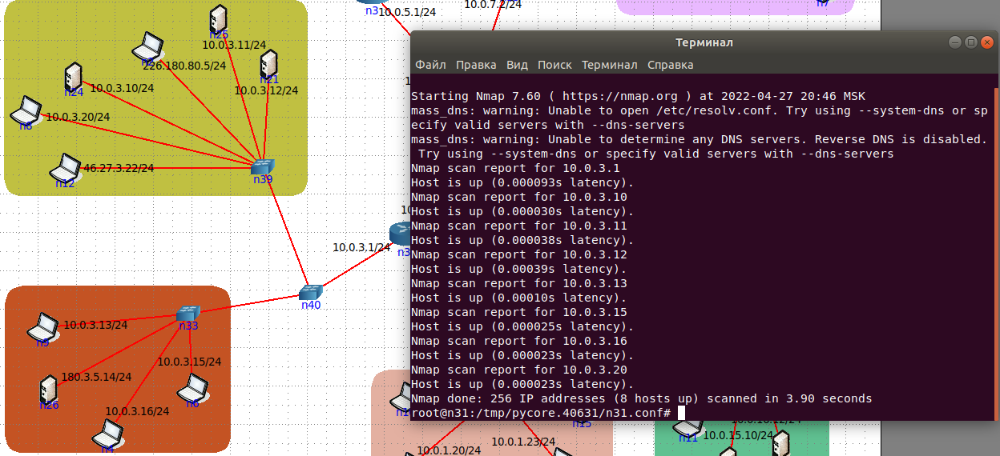 n3
10.0.5.1/24
10.0.7.2/24
n7
n25
10.0.3.11/24
226.180.80.5/24
n21
10.0.3.12/24
n24
10.0.3.10/24
n8
10.0.3.20/24
n12
46.27.3.22/24
n39
10.0.3.1/24
n3
n40
n33
10.0.3.13/24
n9
10.0.3.15/24
180.3.5.14/24
n26
n6
10.0.3.16/24
n15
10.0.1.23/24
10.0.1.20/24
n11
10.0.15.10/24
Терминал
Файл Правка Вид Поиск Терминал Справка
Starting Nmap 7.60 ( https://nmap.org ) at 2022-04-27 20:46 MSK
mass_dns: warning: Unable to open /etc/resolv.conf. Try using --system-dns or sp
ecify valid servers with --dns-servers
mass_dns: warning: Unable to determine any DNS servers. Reverse DNS is disabled.
 Try using --system-dns or specify valid servers with --dns-servers
Nmap scan report for 10.0.3.1
Host is up (0.000093s latency).
Nmap scan report for 10.0.3.10
Host is up (0.000030s latency).
Nmap scan report for 10.0.3.11
Host is up (0.000038s latency).
Nmap scan report for 10.0.3.12
Host is up (0.00039s latency).
Nmap scan report for 10.0.3.13
Host is up (0.00010s latency).
Nmap scan report for 10.0.3.15
Host is up (0.000025s latency).
Nmap scan report for 10.0.3.16
Host is up (0.000023s latency).
Nmap scan report for 10.0.3.20
Host is up (0.000023s latency).
Nmap done: 256 IP addresses (8 hosts up) scanned in 3.90 seconds
root@n31:/tmp/pycore.40631/n31.conf#